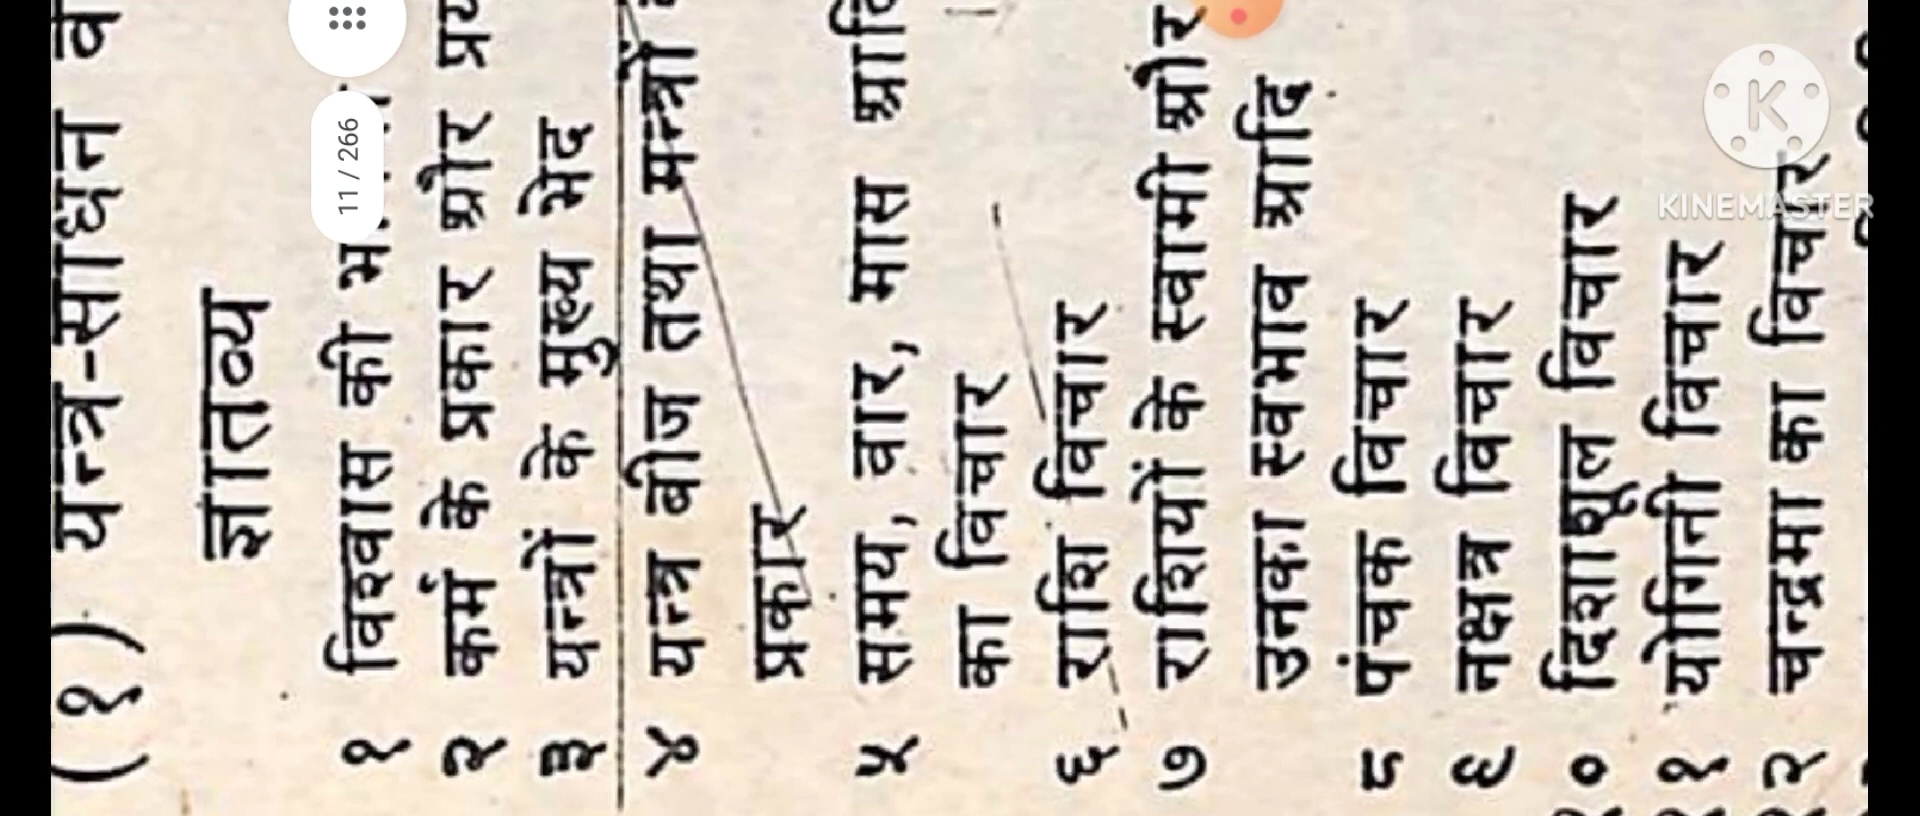 (१) यन्त्र-साधन
ज्ञातव्य
१ विश्वास की
२ कर्म के प्रकार और
३ यन्त्रों के मुख्य भेद
४ यन्त्र बीज तथा मन्त्रों
प्रकार
५ समय, वार, मास आदि
का विचार
६ राशि विचार
७ राशियों के स्वामी और
उनका स्वभाव आदि
८ पंचक विचार
९ नक्षत्र विचार
१० दिशाशूल विचार
११ योगिनी विचार
१२ चन्द्रमा का विचार
11 / 266
K
KINEMASTER